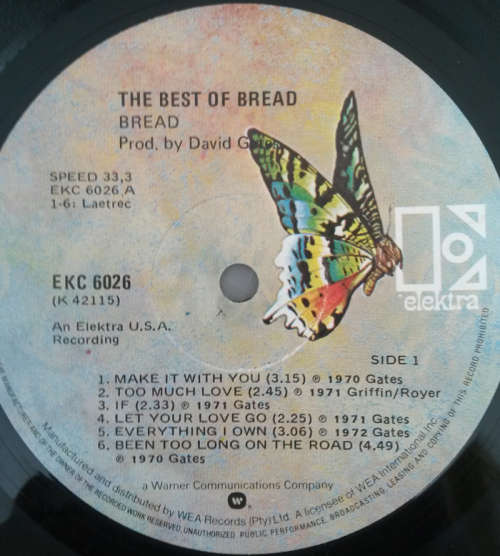 THE BEST OF BREAD
BREAD
Prod. by David Gates
SPEED 33,3
EKC 6026 A
1-6: Laetrec
EKC 6026
(K 42115)
An Elektra U.S.A.
Recording
elektra
SIDE 1
1. MAKE IT WITH YOU (3.15) ℗ 1970 Gates
2. TOO MUCH LOVE (2.45) ℗ 1971 Griffin/Royer
3. IF (2.33) ℗ 1971 Gates
4. LET YOUR LOVE GO (2.25) ℗ 1971 Gates
5. EVERYTHING I OWN (3.06) ℗ 1972 Gates
6. BEEN TOO LONG ON THE ROAD (4.49)
℗ 1970 Gates
a Warner Communications Company
Manufactured and distributed by WEA Records (Pty) Ltd. A licensee of WEA International Inc.
OF THE OWNER OF THE RECORDED WORK RESERVED. UNAUTHORIZED PUBLIC PERFORMANCE, BROADCASTING, LEASING AND COPYING OF THIS RECORD PROHIBITED